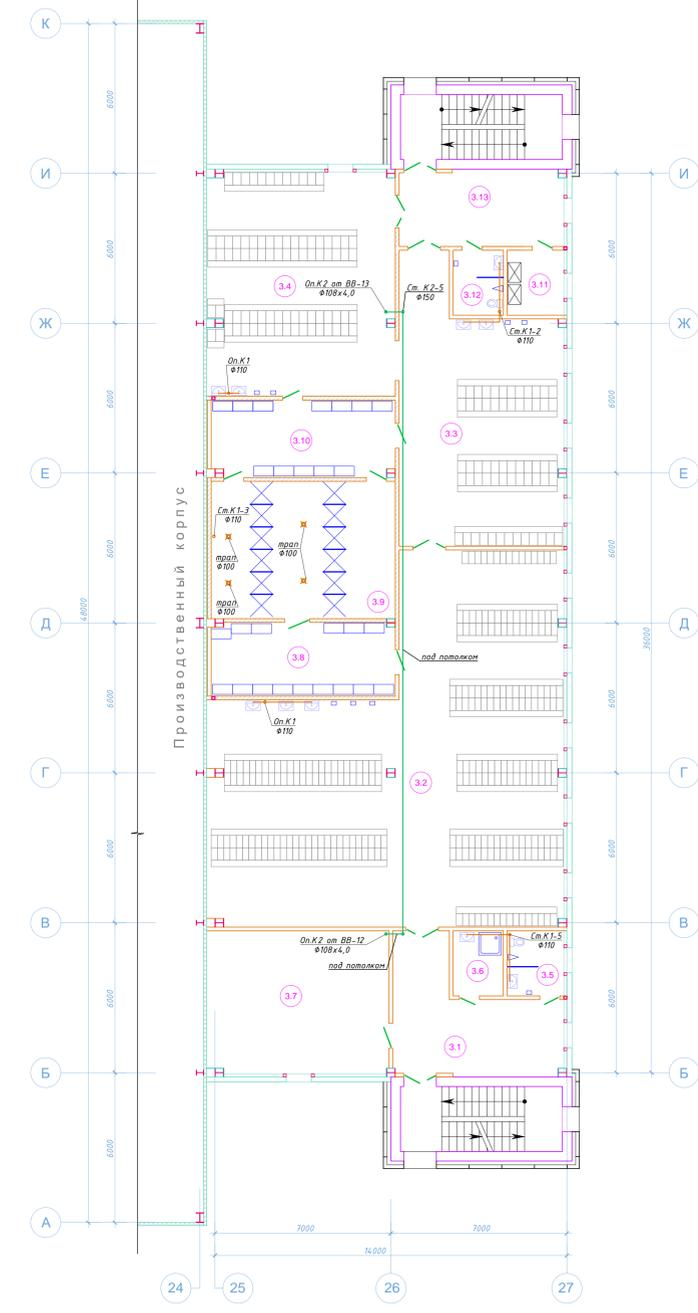 К
6000
И
И
3.13
6000
6000
3.4
Оп.К2 от ВВ-13
Ф108х4,0
Ст. К2-5
Ф150
3.12
3.11
Ж
Ж
Ст.К1-2
Ф110
Оп.К1
Ф110
6000
6000
3.10
3.3
Е
Е
Производственный корпус
Ст.К1-3
Ф110
трап
Ф100
трап
Ф100
трап
Ф100
6000
6000
3.9
48000
36000
Д
Д
3.8
под потолком
6000
6000
Оп.К1
Ф110
Г
Г
3.2
6000
6000
В
В
Оп.К2 от ВВ-12
Ф108х4,0
под потолком
Ст.К1-5
Ф110
3.6
3.5
3.7
6000
6000
3.1
Б
Б
6000
А
7000
7000
14000
24
25
26
27